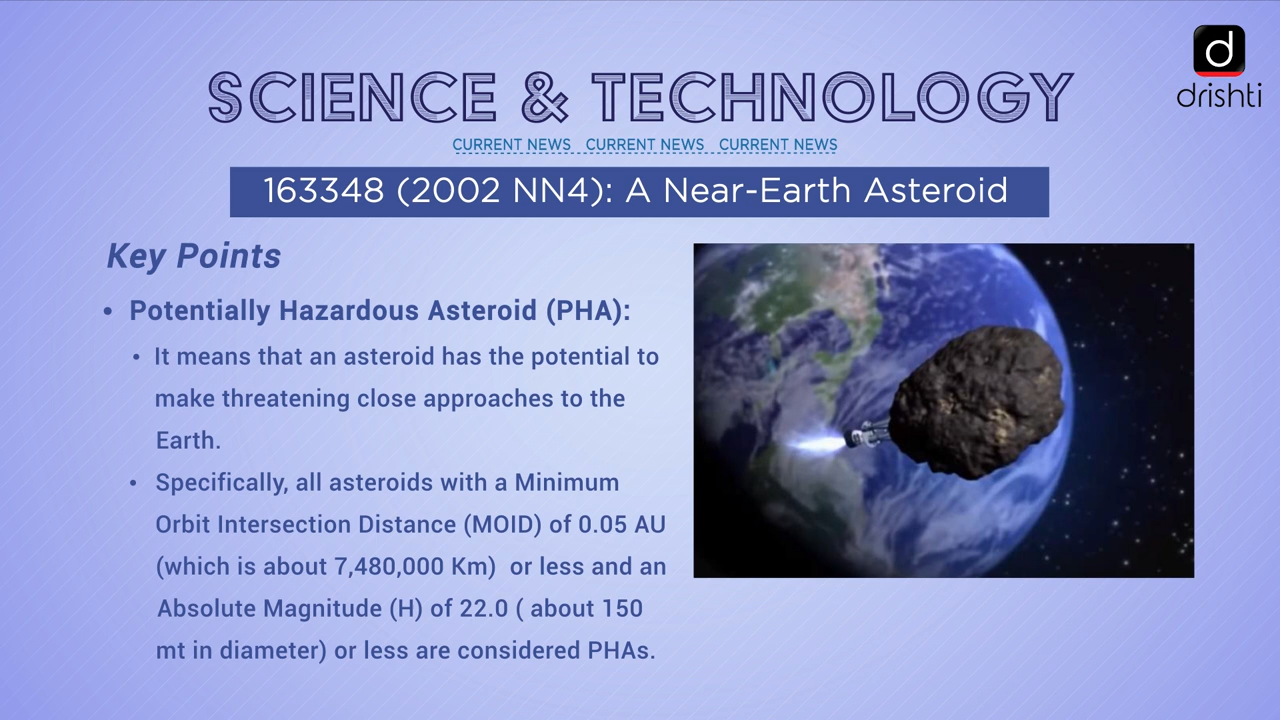 SCIENCE & TECHNOLOGY
CURRENT NEWS CURRENT NEWS CURRENT NEWS
d
drishti
163348 (2002 NN4): A Near-Earth Asteroid
Key Points
• Potentially Hazardous Asteroid (PHA):
• It means that an asteroid has the potential to
make threatening close approaches to the
Earth.
• Specifically, all asteroids with a Minimum
Orbit Intersection Distance (MOID) of 0.05 AU
(which is about 7,480,000 Km) or less and an
Absolute Magnitude (H) of 22.0 ( about 150
mt in diameter) or less are considered PHAs.